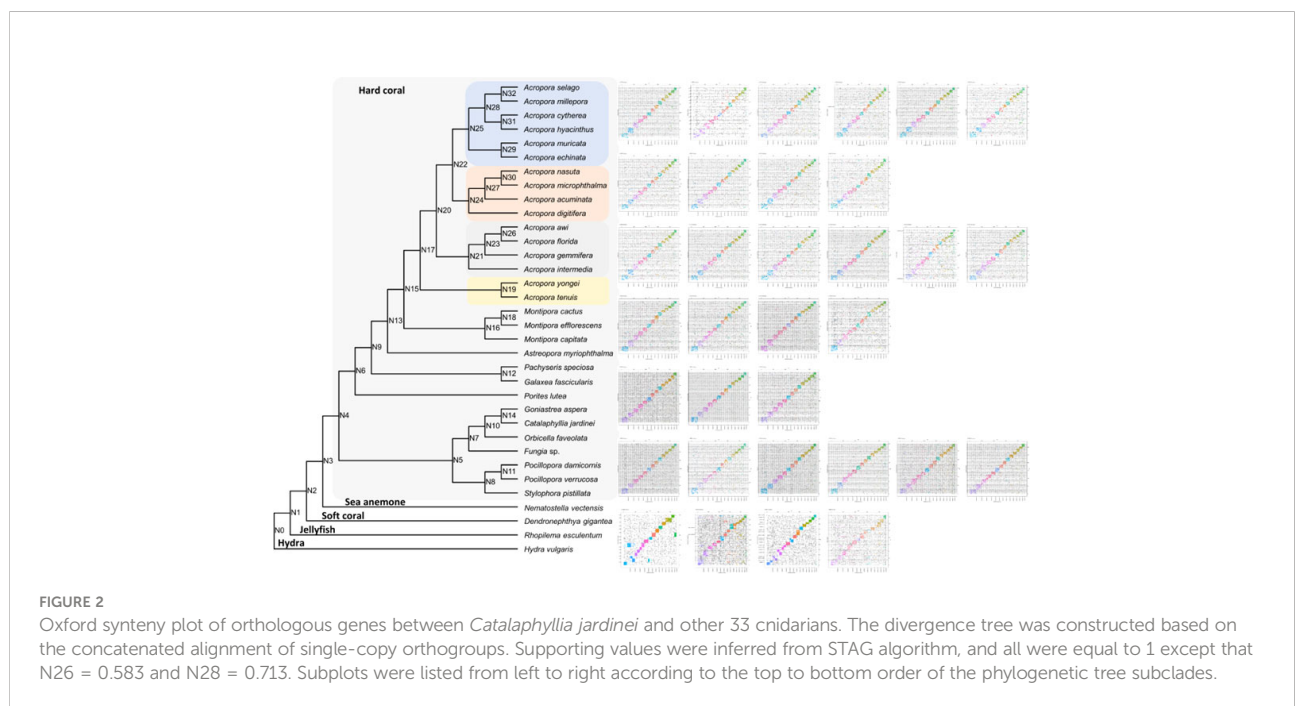 Hard coral
Acropora selago
N32
Acropora millepora
N28
Acropora cytherea
N31
N25
Acropora hyacinthus
Acropora muricata
N29
Acropora echinata
N22
Acropora nasuta
N30
Acropora microphthalma
N27
Acropora acuminata
N24
N20
Acropora digitifera
Acropora awi
N26
Acropora florida
N23
N17
Acropora gemmifera
N21
Acropora intermedia
Acropora yongei
N15
N19
Acropora tenuis
Montipora cactus
N18
N13
Montipora efflorescens
N16
Montipora capitata
N9
Astreopora myriophthalma
Pachyseris speciosa
N6
N12
Galaxea fascicularis
Porites lutea
Goniastrea aspera
N4
N14
Catalaphyllia jardinei
N10
Orbicella faveolata
N7
Fungia sp.
N3
N5
Pocillopora damicornis
N11
Pocillopora verrucosa
N8
Stylophora pistillata
N2
Sea anemone
Nematostella vectensis
N1
Soft coral
Dendronephthya gigantea
N0
Jellyfish
Rhopilema esculentum
Hydra
Hydra vulgaris
FIGURE 2
Oxford synteny plot of orthologous genes between Catalaphyllia jardinei and other 33 cnidarians. The divergence tree was constructed based on
the concatenated alignment of single-copy orthogroups. Supporting values were inferred from STAG algorithm, and all were equal to 1 except that
N26 = 0.583 and N28 = 0.713. Subplots were listed from left to right according to the top to bottom order of the phylogenetic tree subclades.